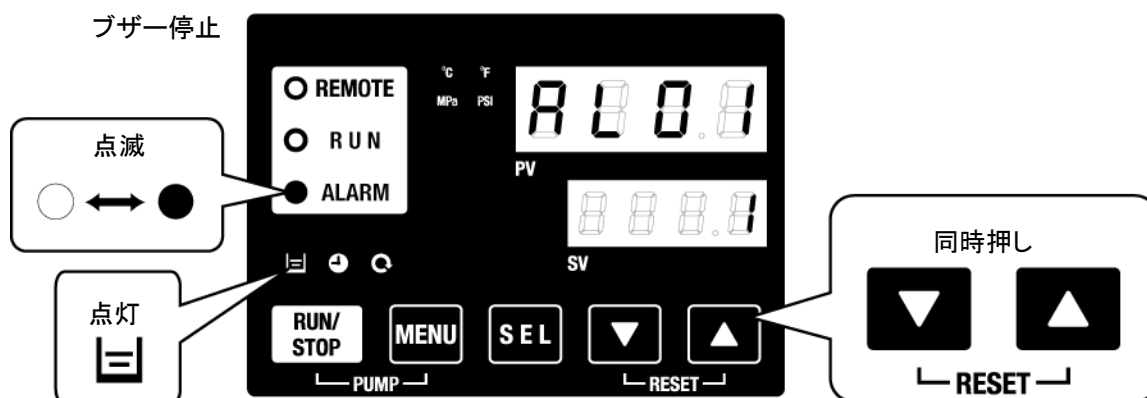 ブザー停止
REMOTE
RUN
ALARM
°C °F
MPa PSI
AL01
PV
1
SV
点滅
点灯
RUN/
STOP
MENU
SEL
PUMP
RESET
同時押し
RESET